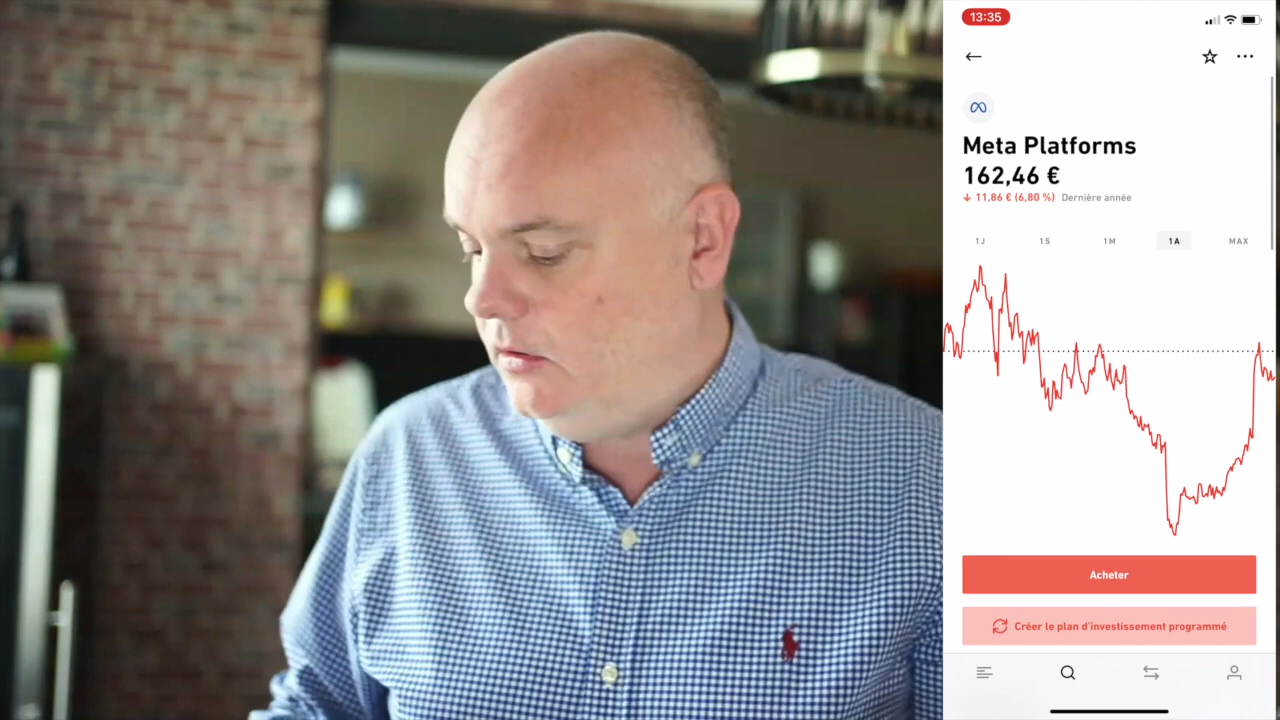 13:35
Meta Platforms
162,46 €
↓ 11,86 € (6,80 %) Dernière année
1J 1S 1M 1A MAX
Acheter
Créer le plan d'investissement programmé